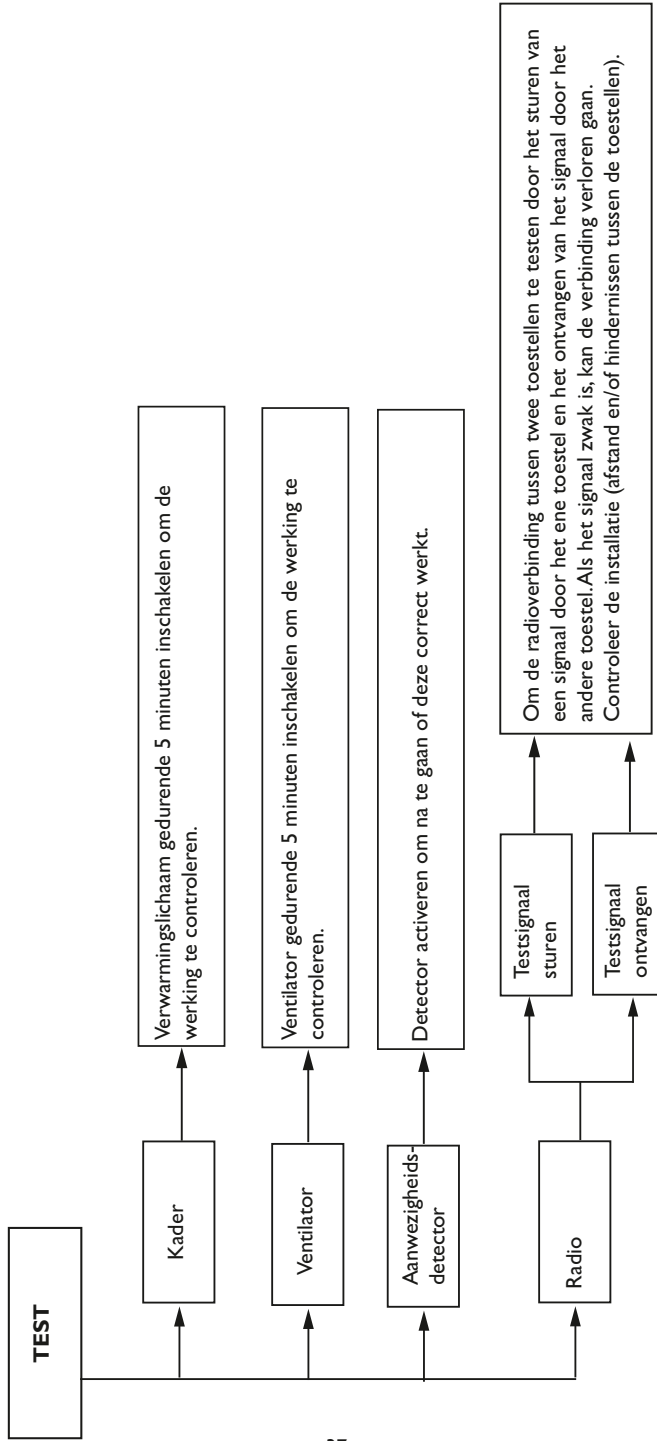 TEST
Kader
Verwarmingslichaam gedurende 5 minuten inschakelen om de
werking te controleren.
Ventilator
Ventilator gedurende 5 minuten inschakelen om de werking te
controleren.
Aanwezigheids-
detector
Detector activeren om na te gaan of deze correct werkt.
Radio
Testsignaal
sturen
Testsignaal
ontvangen
Om de radioverbinding tussen twee toestellen te testen door het sturen van
een signaal door het ene toestel en het ontvangen van het signaal door het
andere toestel.Als het signaal zwak is, kan de verbinding verloren gaan.
Controleer de installatie (afstand en/of hindernissen tussen de toestellen).